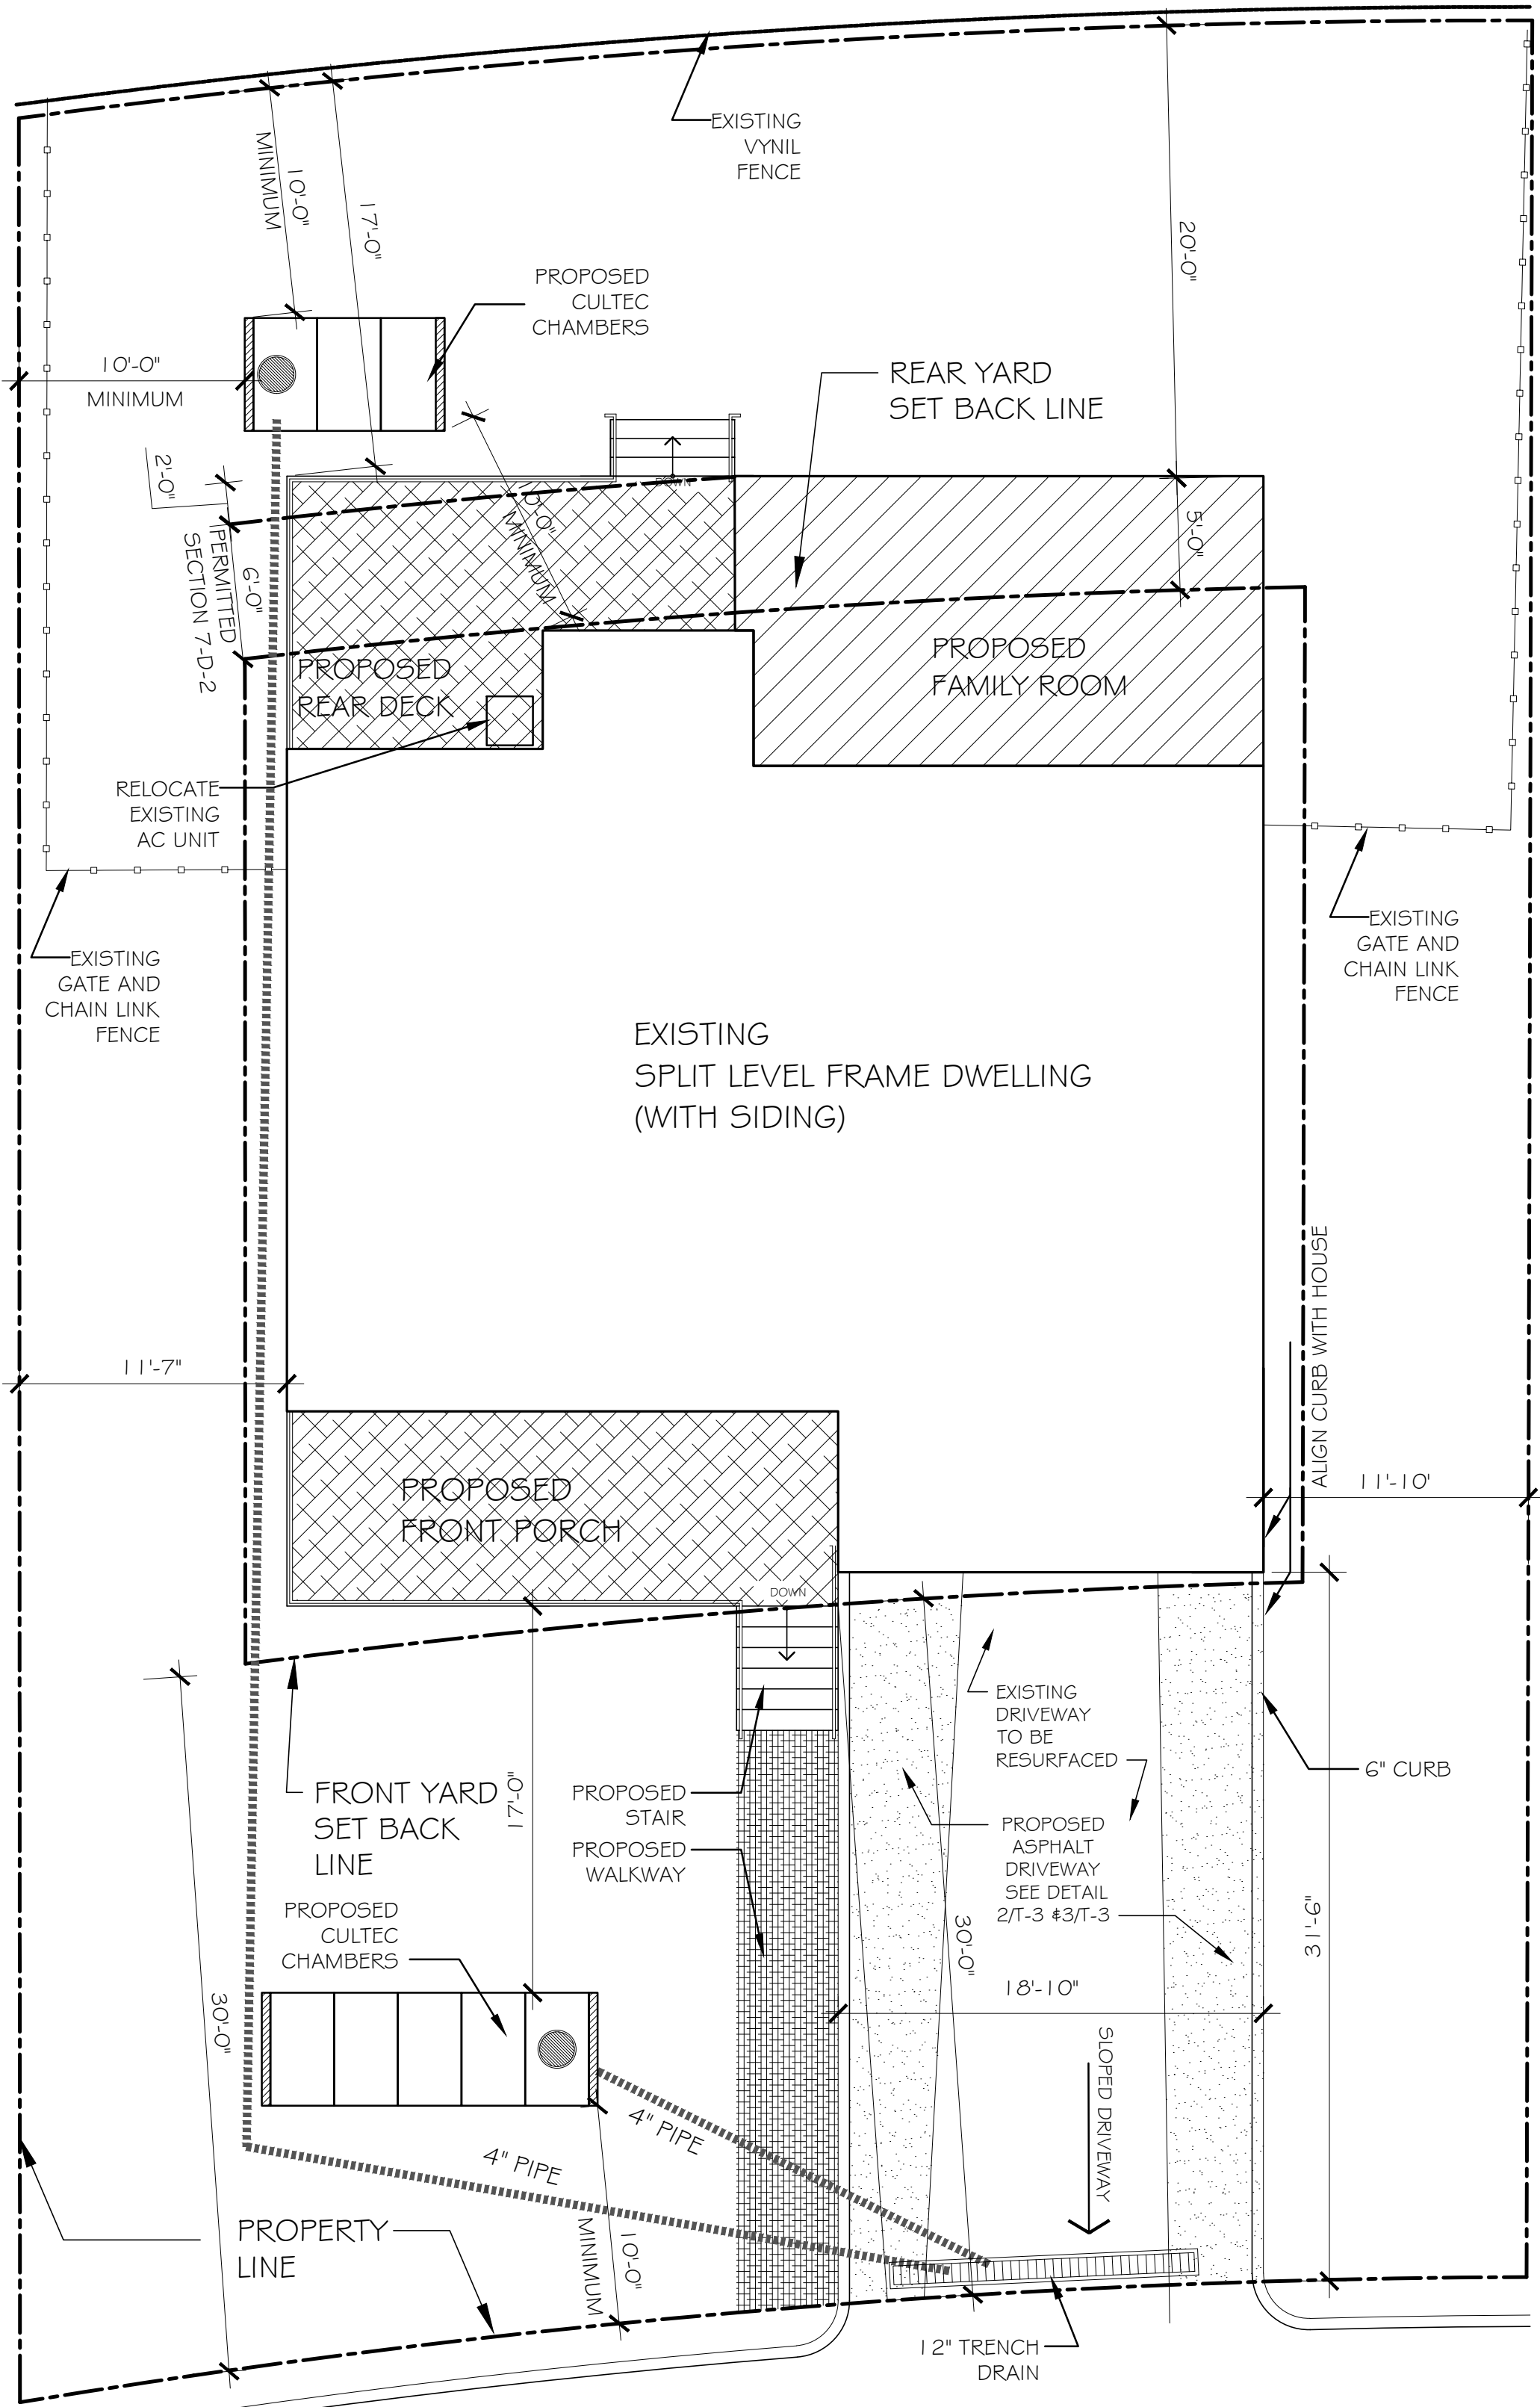 EXISTING
VYNIL
FENCE
10'-0"
MINIMUM
17'-0"
20'-0"
PROPOSED
CULTEC
CHAMBERS
10'-0"
MINIMUM
REAR YARD
SET BACK LINE
2'-0"
DOWN
10'-0"
MINIMUM
5'-0"
6'-0"
PERMITTED
SECTION 7-D-2
PROPOSED
REAR DECK
PROPOSED
FAMILY ROOM
RELOCATE
EXISTING
AC UNIT
EXISTING
GATE AND
CHAIN LINK
FENCE
EXISTING
GATE AND
CHAIN LINK
FENCE
EXISTING
SPLIT LEVEL FRAME DWELLING
(WITH SIDING)
ALIGN CURB WITH HOUSE
11'-7"
11'-10'
PROPOSED
FRONT PORCH
DOWN
EXISTING
DRIVEWAY
TO BE
RESURFACED
6" CURB
FRONT YARD
SET BACK
LINE
17'-0"
PROPOSED
STAIR
PROPOSED
WALKWAY
PROPOSED
ASPHALT
DRIVEWAY
SEE DETAIL
2/T-3 &3/T-3
PROPOSED
CULTEC
CHAMBERS
30'-0"
30'-0"
31'-6"
18'-10"
SLOPED DRIVEWAY
4" PIPE
4" PIPE
PROPERTY
LINE
10'-0"
MINIMUM
12" TRENCH
DRAIN